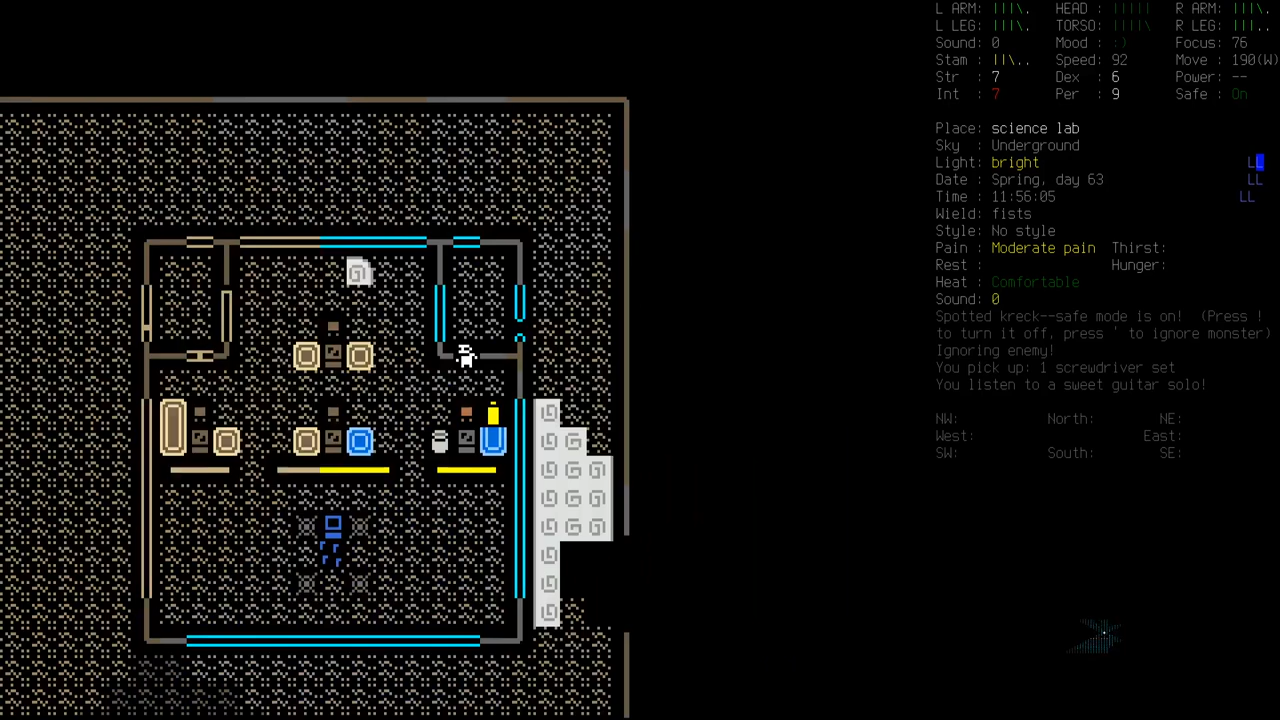 L ARM: |||\. HEAD : ||||| R ARM: |||\.
L LEG: |||\. TORSO: ||||\ R LEG: |||..
Sound: 0 Mood : :) Focus: 76
Stam : ||\.. Speed: 92 Move : 190(W)
Str : 7 Dex : 6 Power: --
Int : 7 Per : 9 Safe : On
Place: science lab
Sky : Underground
Light: bright LL
Date : Spring, day 63 LL
Time : 11:56:05 LL
Wield: fists
Style: No style
Pain : Moderate pain Thirst:
Rest : Hunger:
Heat : Comfortable
Sound: 0
Spotted kreck--safe mode is on! (Press !
to turn it off, press ' to ignore monster)
Ignoring enemy!
You pick up: 1 screwdriver set
You listen to a sweet guitar solo!
NW: North: NE:
West: East:
SW: South: SE: